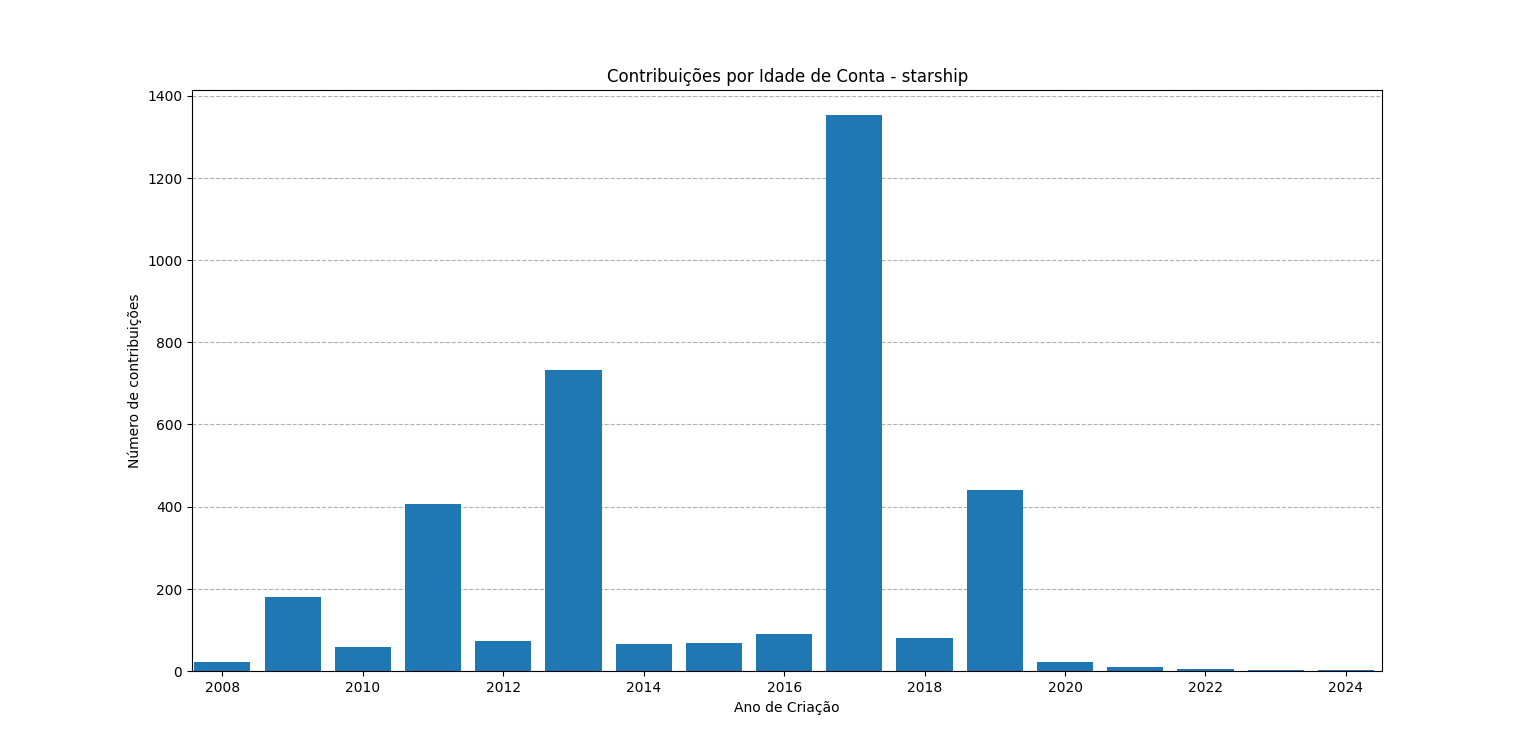 Contribuições por Idade de Conta - starship
1400
1200
1000
800
600
400
200
0
Número de contribuições
2008 2010 2012 2014 2016 2018 2020 2022 2024
Ano de Criação